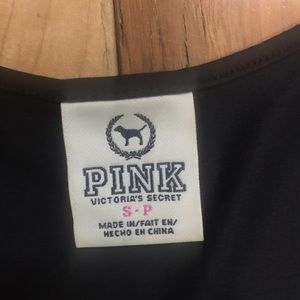 PINK
VICTORIA'S SECRET
S-P
MADE IN/FAIT EN/
HECHO EN CHINA